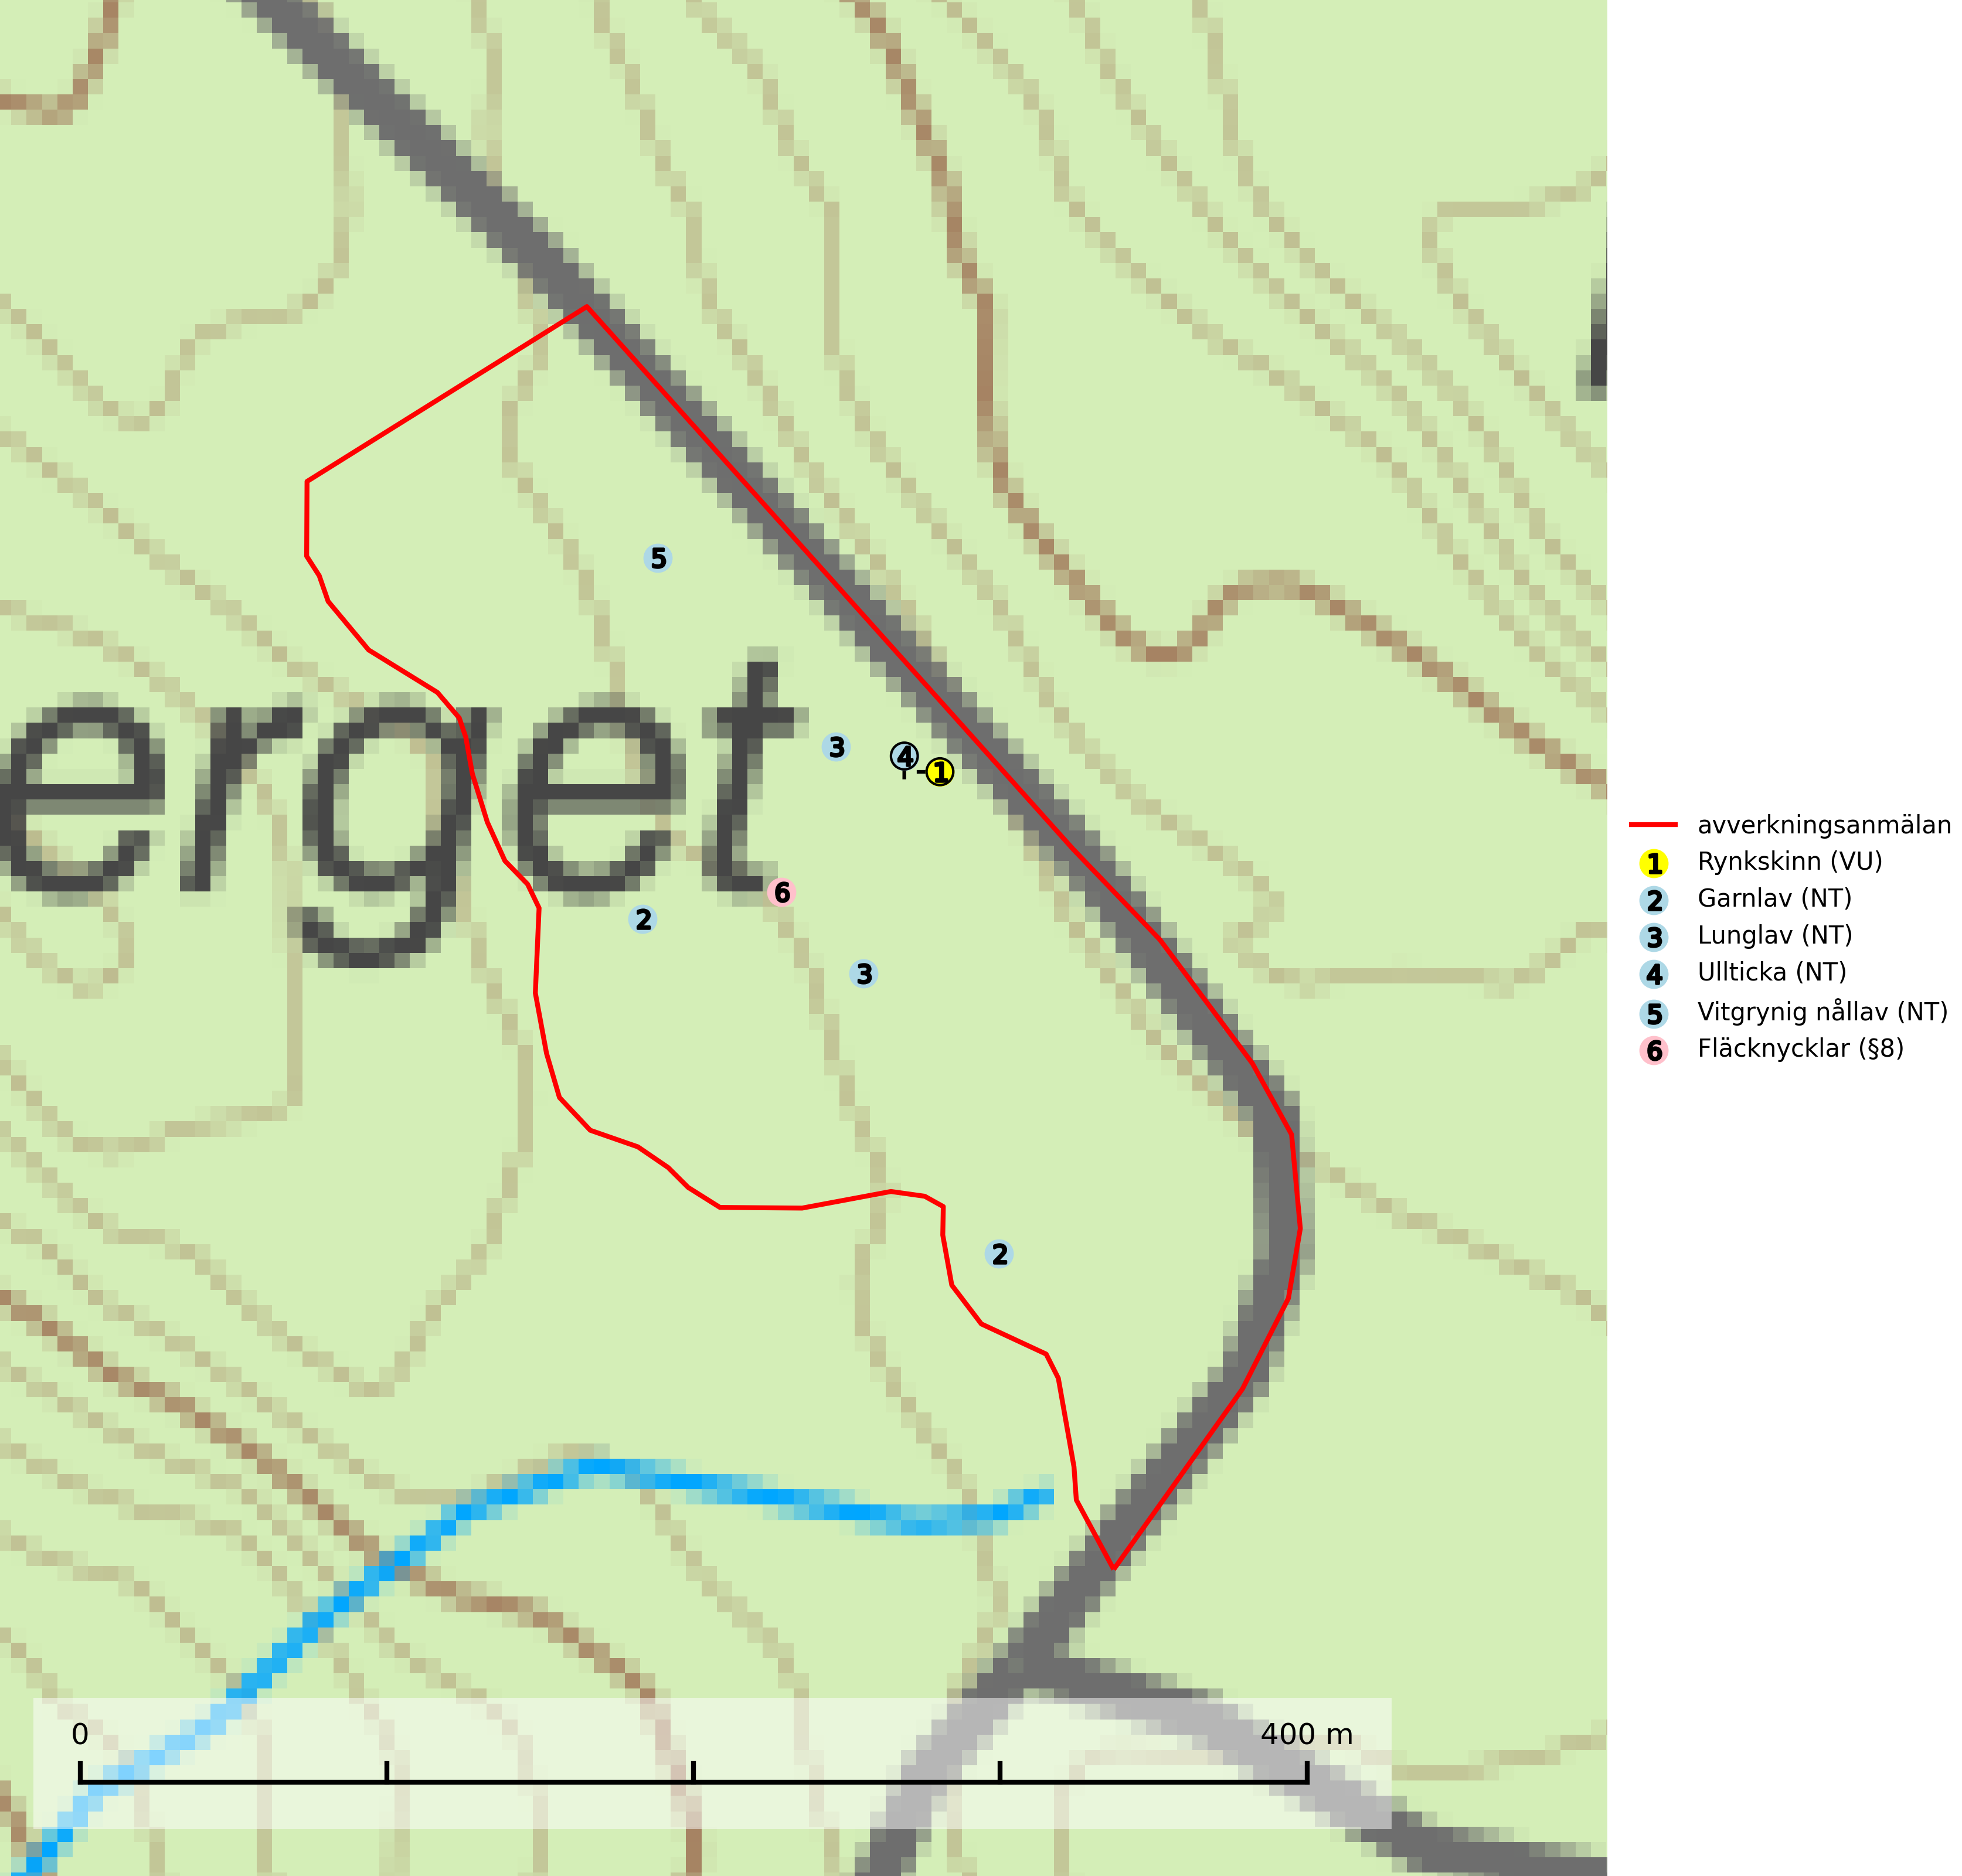 5
3
4
1
erget
6
2
3
2
0 400 m
avverkningsanmälan
1 Rynkskinn (VU)
2 Garnlav (NT)
3 Lunglav (NT)
4 Ullticka (NT)
5 Vitgrynig nållav (NT)
6 Fläcknycklar (§8)